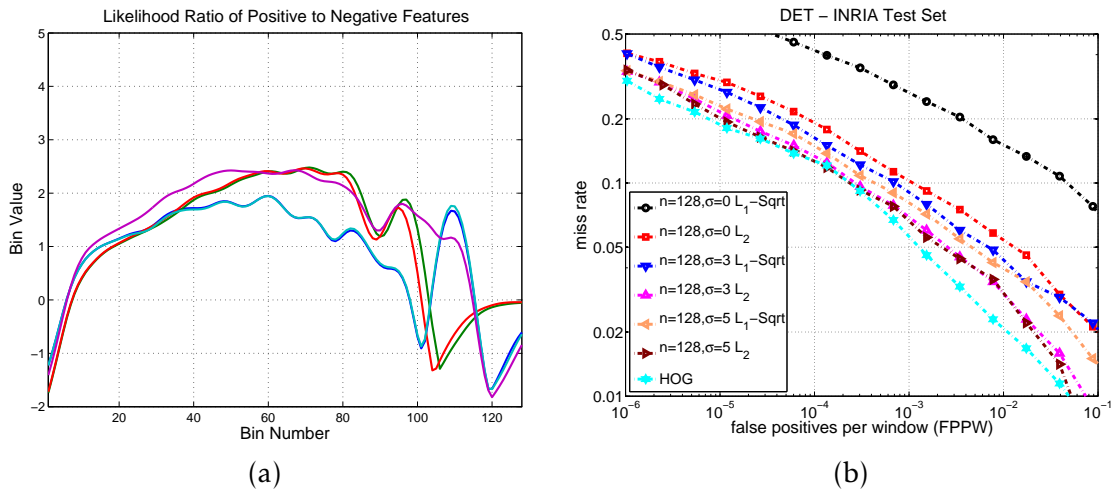 Likelihood Ratio of Positive to Negative Features
5
4
3
2
1
0
−1
−2
Bin Value
20 40 60 80 100 120
Bin Number
(a)
DET − INRIA Test Set
0.5
0.2
0.1
0.05
0.02
0.01
miss rate
n=128,σ=0 L₁−Sqrt
n=128,σ=0 L₂
n=128,σ=3 L₁−Sqrt
n=128,σ=3 L₂
n=128,σ=5 L₁−Sqrt
n=128,σ=5 L₂
HOG
10⁻⁶ 10⁻⁵ 10⁻⁴ 10⁻³ 10⁻² 10⁻¹
false positives per window (FPPW)
(b)